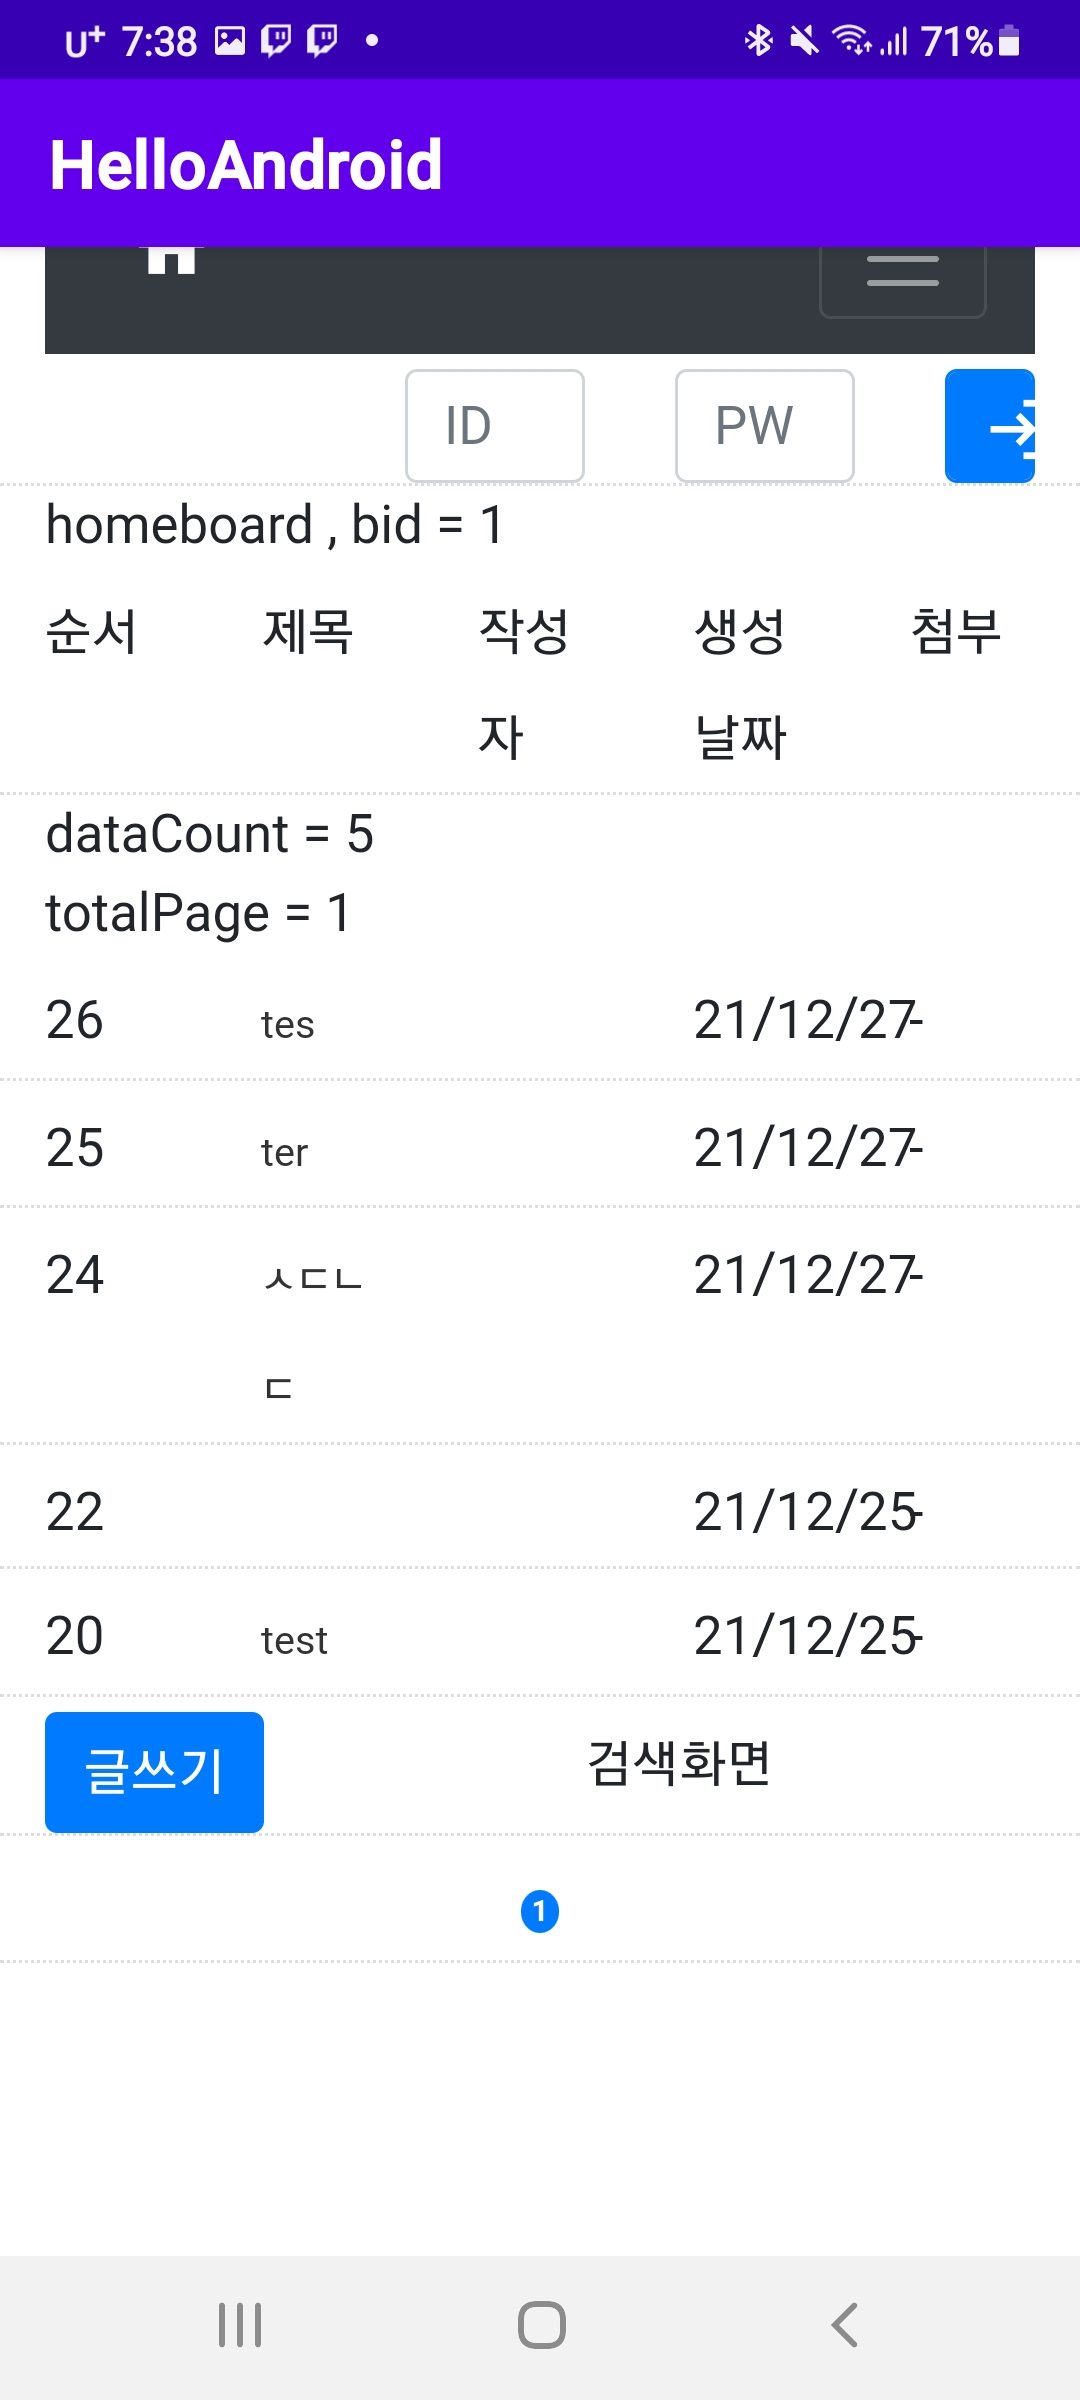 U+ 7:38 71%
HelloAndroid
ID PW
homeboard , bid = 1
순서 제목 작성자 생성날짜 첨부
dataCount = 5
totalPage = 1
26 tes 21/12/27-
25 ter 21/12/27-
24 ㅅㄷㄴㄷ 21/12/27-
22 21/12/25-
20 test 21/12/25-
글쓰기 검색화면
1